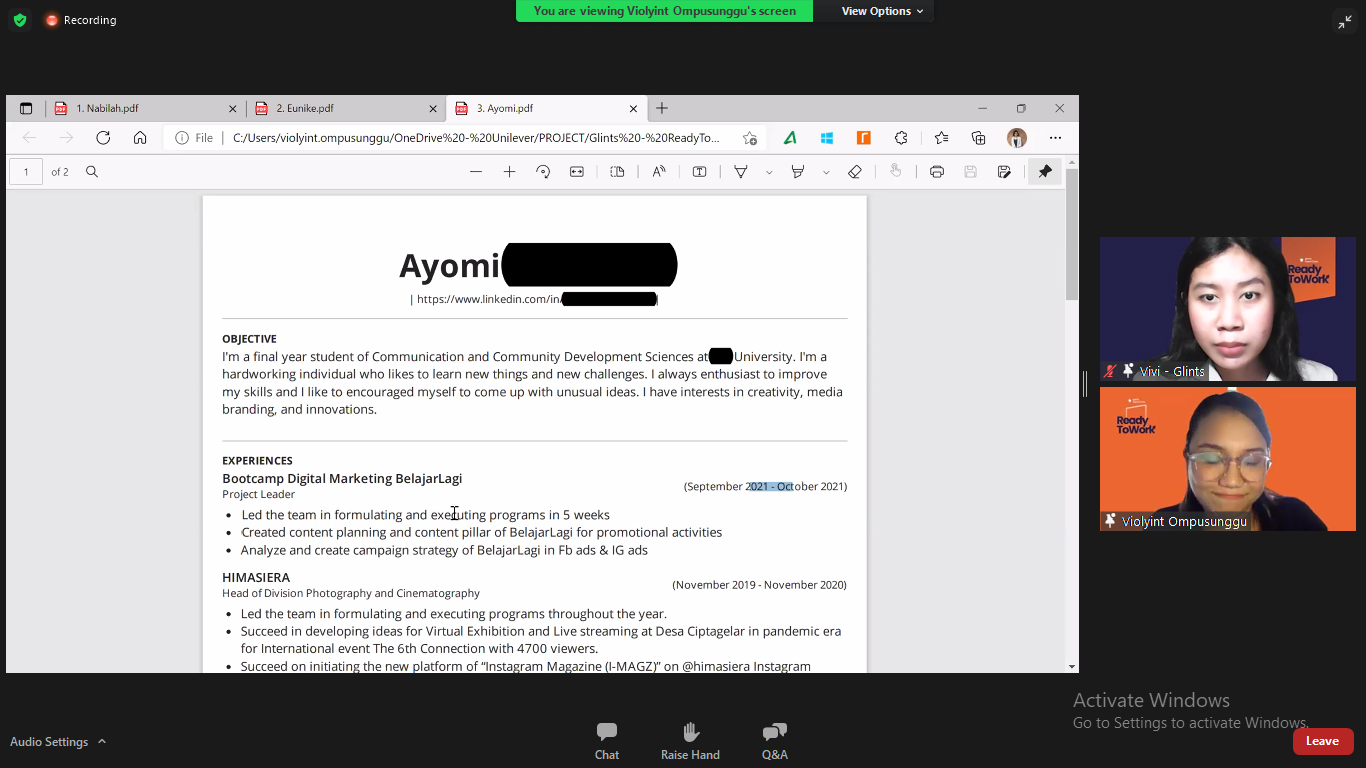 Recording
You are viewing Violyint Ompusunggu's screen
View Options
1. Nabilah.pdf
2. Eunike.pdf
3. Ayomi.pdf
File
C:/Users/violyint.ompusunggu/OneDrive%20-%20Unilever/PROJECT/Glints%20-%20ReadyTo...
1
of 2
Ayomi
| https://www.linkedin.com/in/
OBJECTIVE
I'm a final year student of Communication and Community Development Sciences at University. I'm a
hardworking individual who likes to learn new things and new challenges. I always enthusiast to improve
my skills and I like to encouraged myself to come up with unusual ideas. I have interests in creativity, media
branding, and innovations.
EXPERIENCES
Bootcamp Digital Marketing BelajarLagi
(September 2021 - October 2021)
Project Leader
• Led the team in formulating and executing programs in 5 weeks
• Created content planning and content pillar of BelajarLagi for promotional activities
• Analyze and create campaign strategy of BelajarLagi in Fb ads & IG ads
HIMASIERA
(November 2019 - November 2020)
Head of Division Photography and Cinematography
• Led the team in formulating and executing programs throughout the year.
• Succeed in developing ideas for Virtual Exhibition and Live streaming at Desa Ciptagelar in pandemic era
for International event The 6th Connection with 4700 viewers.
• Succeed on initiating the new platform of “Instagram Magazine (I-MAGZ)” on @himasiera Instagram
Ready
ToWork
Vivi - Glints
Ready
ToWork
Violyint Ompusunggu
Activate Windows
Go to Settings to activate Windows.
Audio Settings
Chat
Raise Hand
Q&A
Leave